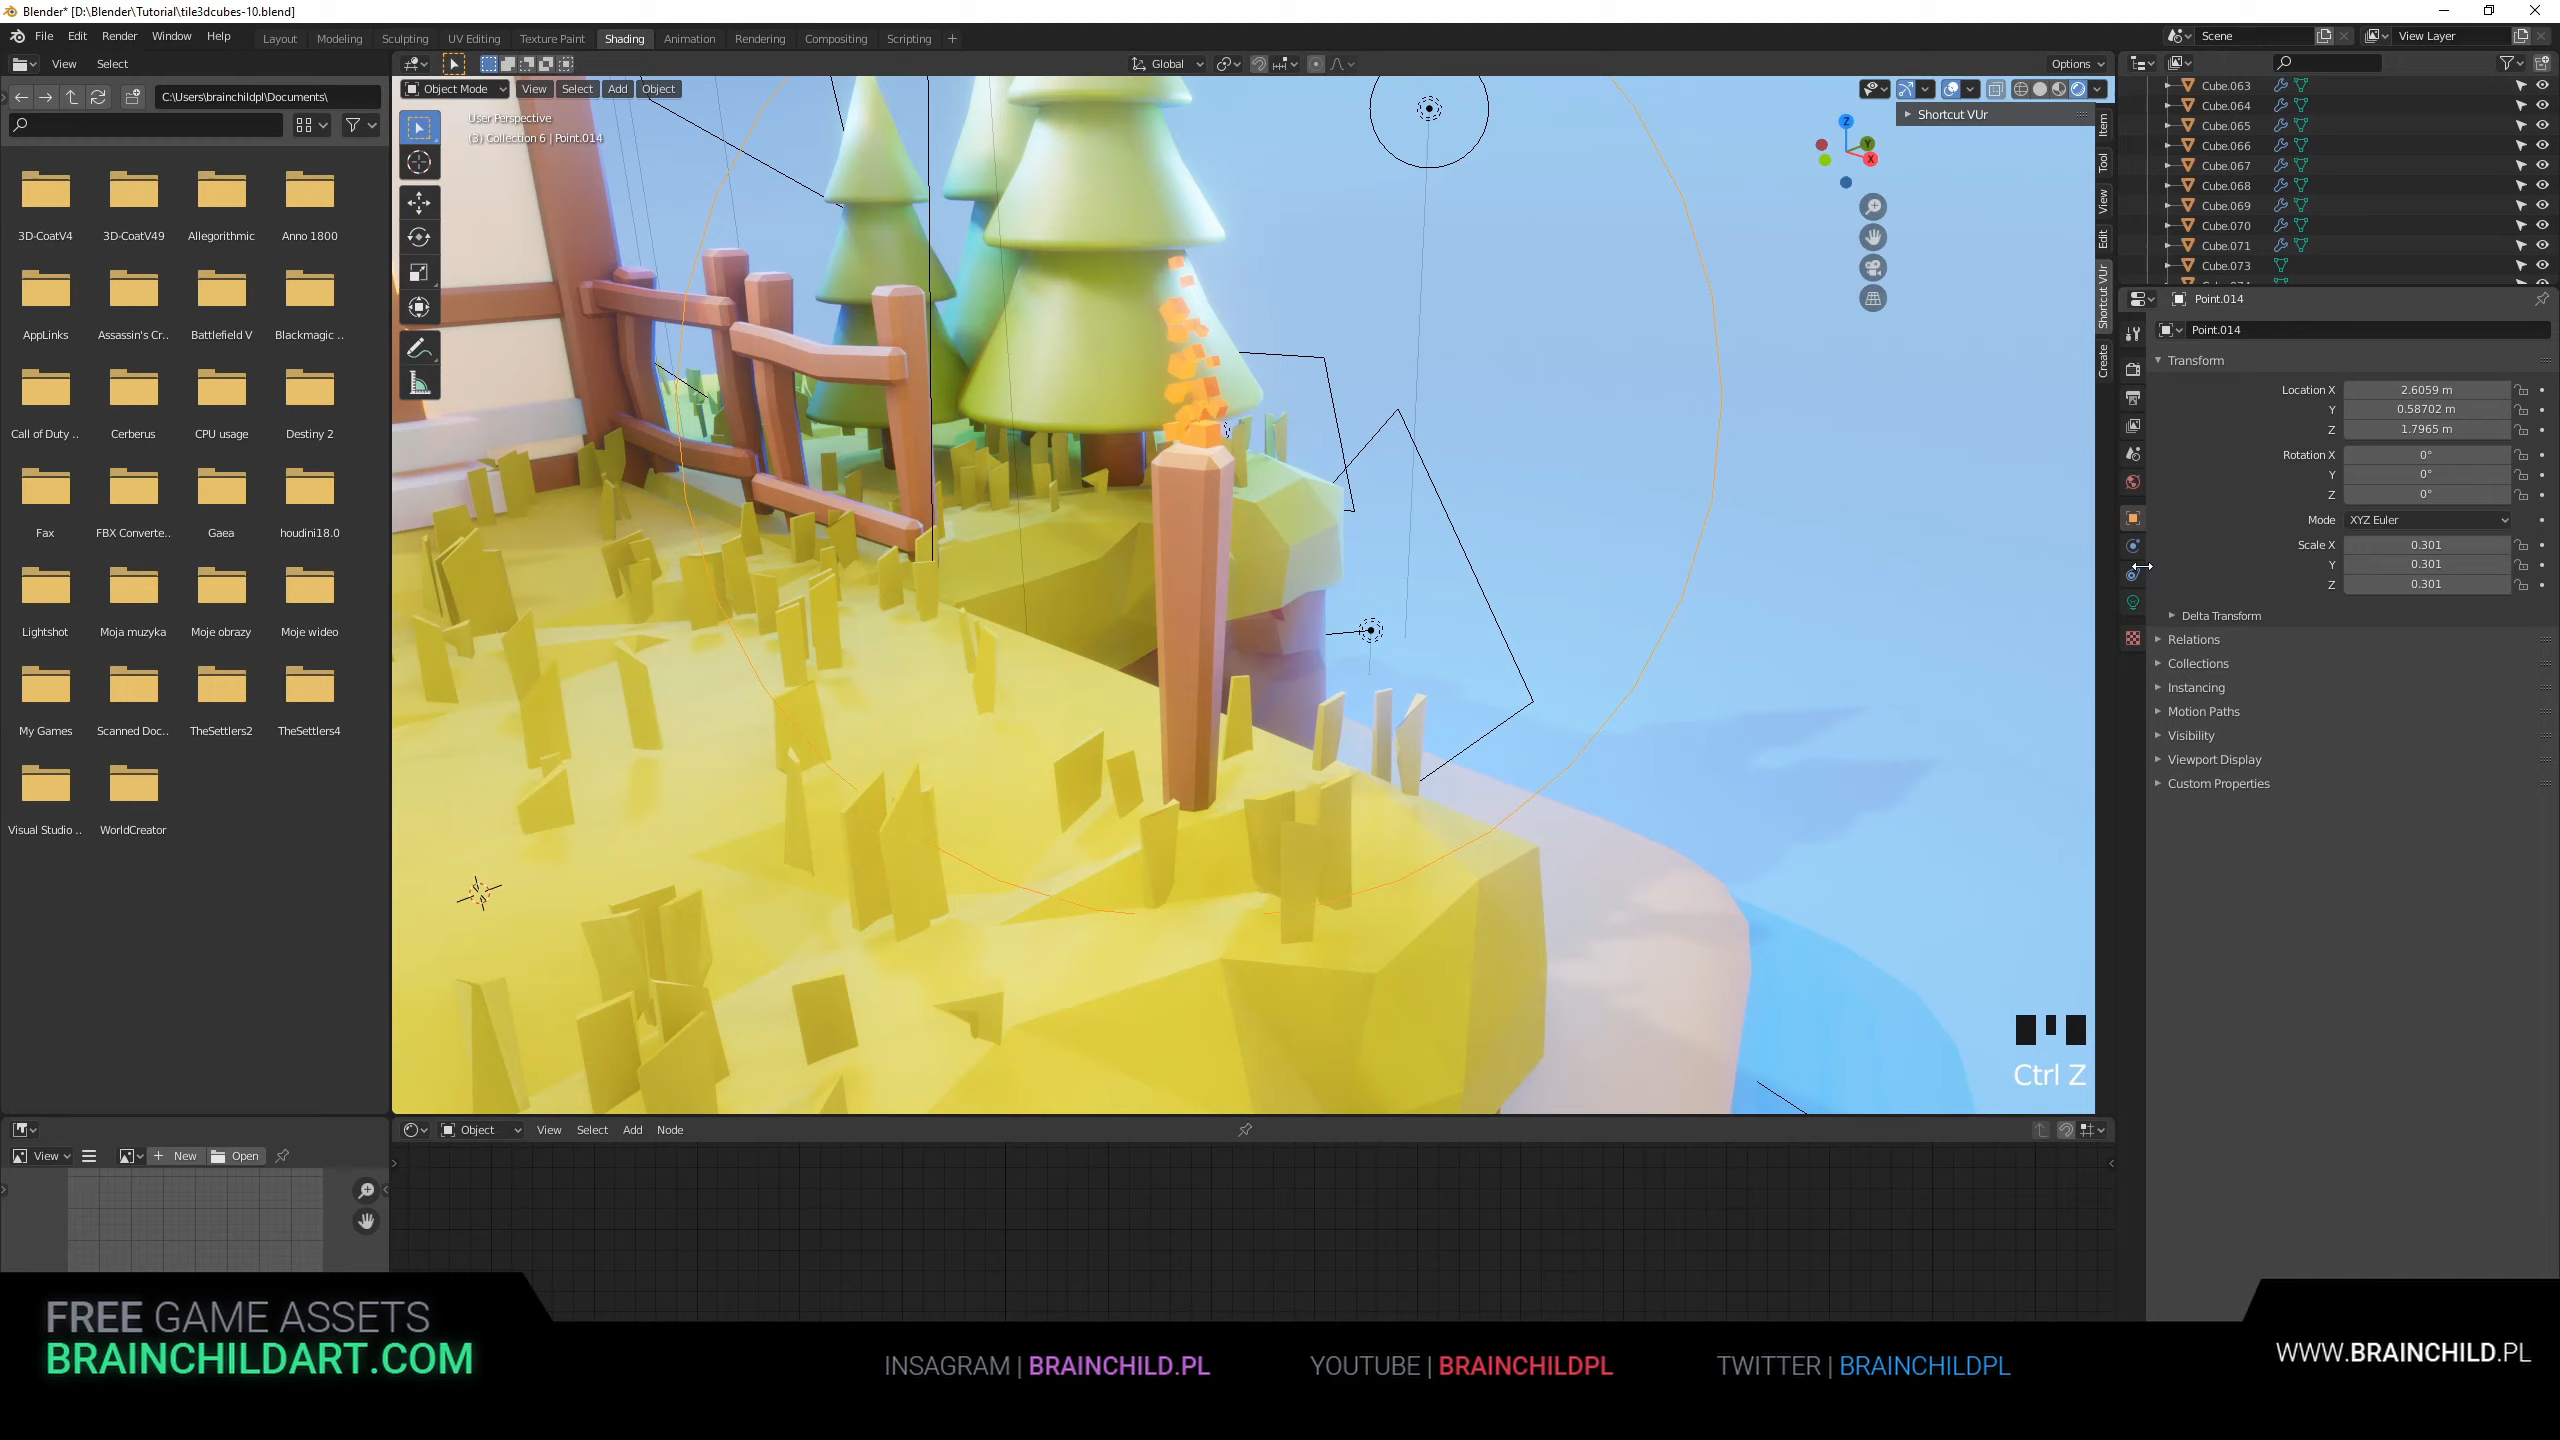 Blender* [D:\Blender\Tutorial\tile3dcubes-10.blend]
File Edit Render Window Help
Layout Modeling Sculpting UV Editing Texture Paint Shading Animation Rendering Compositing Scripting +
Scene
View Layer
View Select
Global
Options
C:\Users\brainchildpl\Documents\
Object Mode View Select Add Object
User Perspective
(3) Collection 6 | Point.014
Shortcut VUr
Item
Tool
View
Edit
Shortcut VUr
Create
Z
Y
X
3D-CoatV4 3D-CoatV49 Allegorithmic Anno 1800
AppLinks Assassin's Cr.. Battlefield V Blackmagic ..
Call of Duty .. Cerberus CPU usage Destiny 2
Fax FBX Converte.. Gaea houdini18.0
Lightshot Moja muzyka Moje obrazy Moje wideo
My Games Scanned Doc.. TheSettlers2 TheSettlers4
Visual Studio .. WorldCreator
Cube.063
Cube.064
Cube.065
Cube.066
Cube.067
Cube.068
Cube.069
Cube.070
Cube.071
Cube.073
Point.014
Point.014
Transform
Location X 2.6059 m
Y 0.58702 m
Z 1.7965 m
Rotation X 0°
Y 0°
Z 0°
Mode XYZ Euler
Scale X 0.301
Y 0.301
Z 0.301
Delta Transform
Relations
Collections
Instancing
Motion Paths
Visibility
Viewport Display
Custom Properties
Ctrl Z
Object View Select Add Node
View New Open
FREE GAME ASSETS
BRAINCHILDART.COM
INSAGRAM | BRAINCHILD.PL
YOUTUBE | BRAINCHILDPL
TWITTER | BRAINCHILDPL
WWW.BRAINCHILD.PL